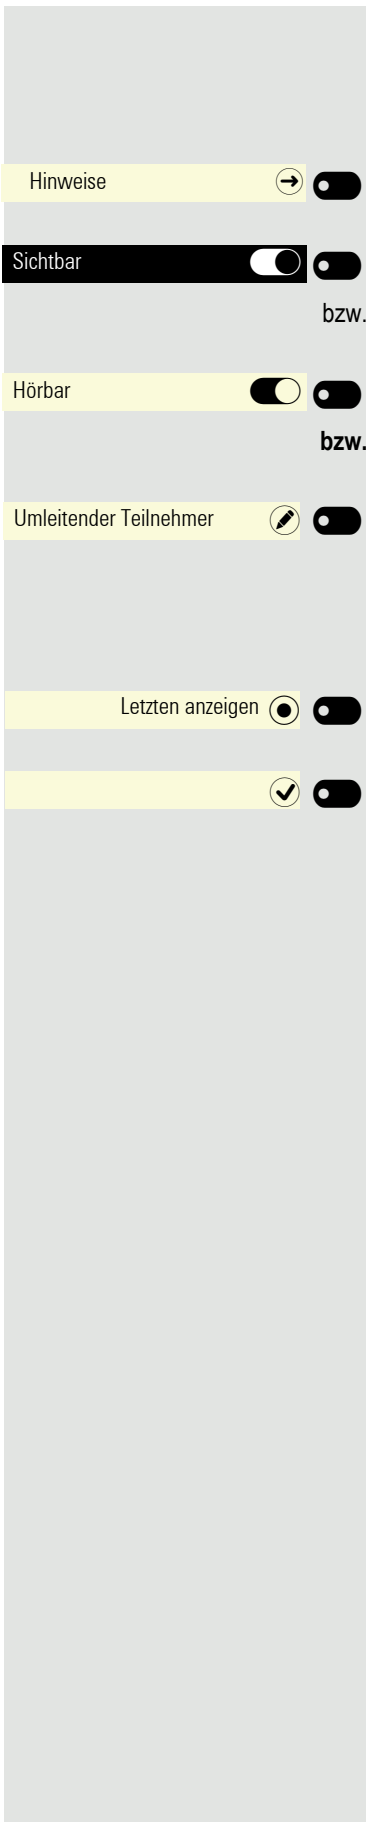 Hinweise
Sichtbar
bzw.
Hörbar
bzw.
Umleitender Teilnehmer
Letzten anzeigen